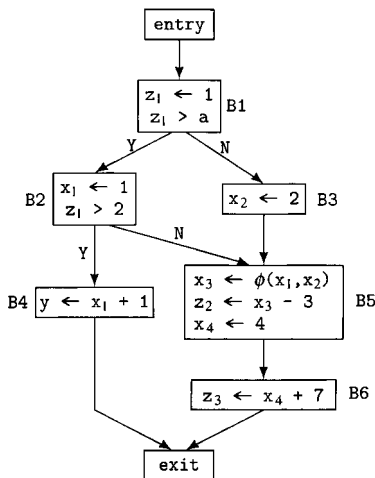 entry
z₁ ← 1
z₁ > a
B1
Y
N
B2
x₁ ← 1
z₁ > 2
x₂ ← 2
B3
N
Y
B4
y ← x₁ + 1
x₃ ← φ(x₁,x₂)
z₂ ← x₃ - 3
x₄ ← 4
B5
z₃ ← x₄ + 7
B6
exit